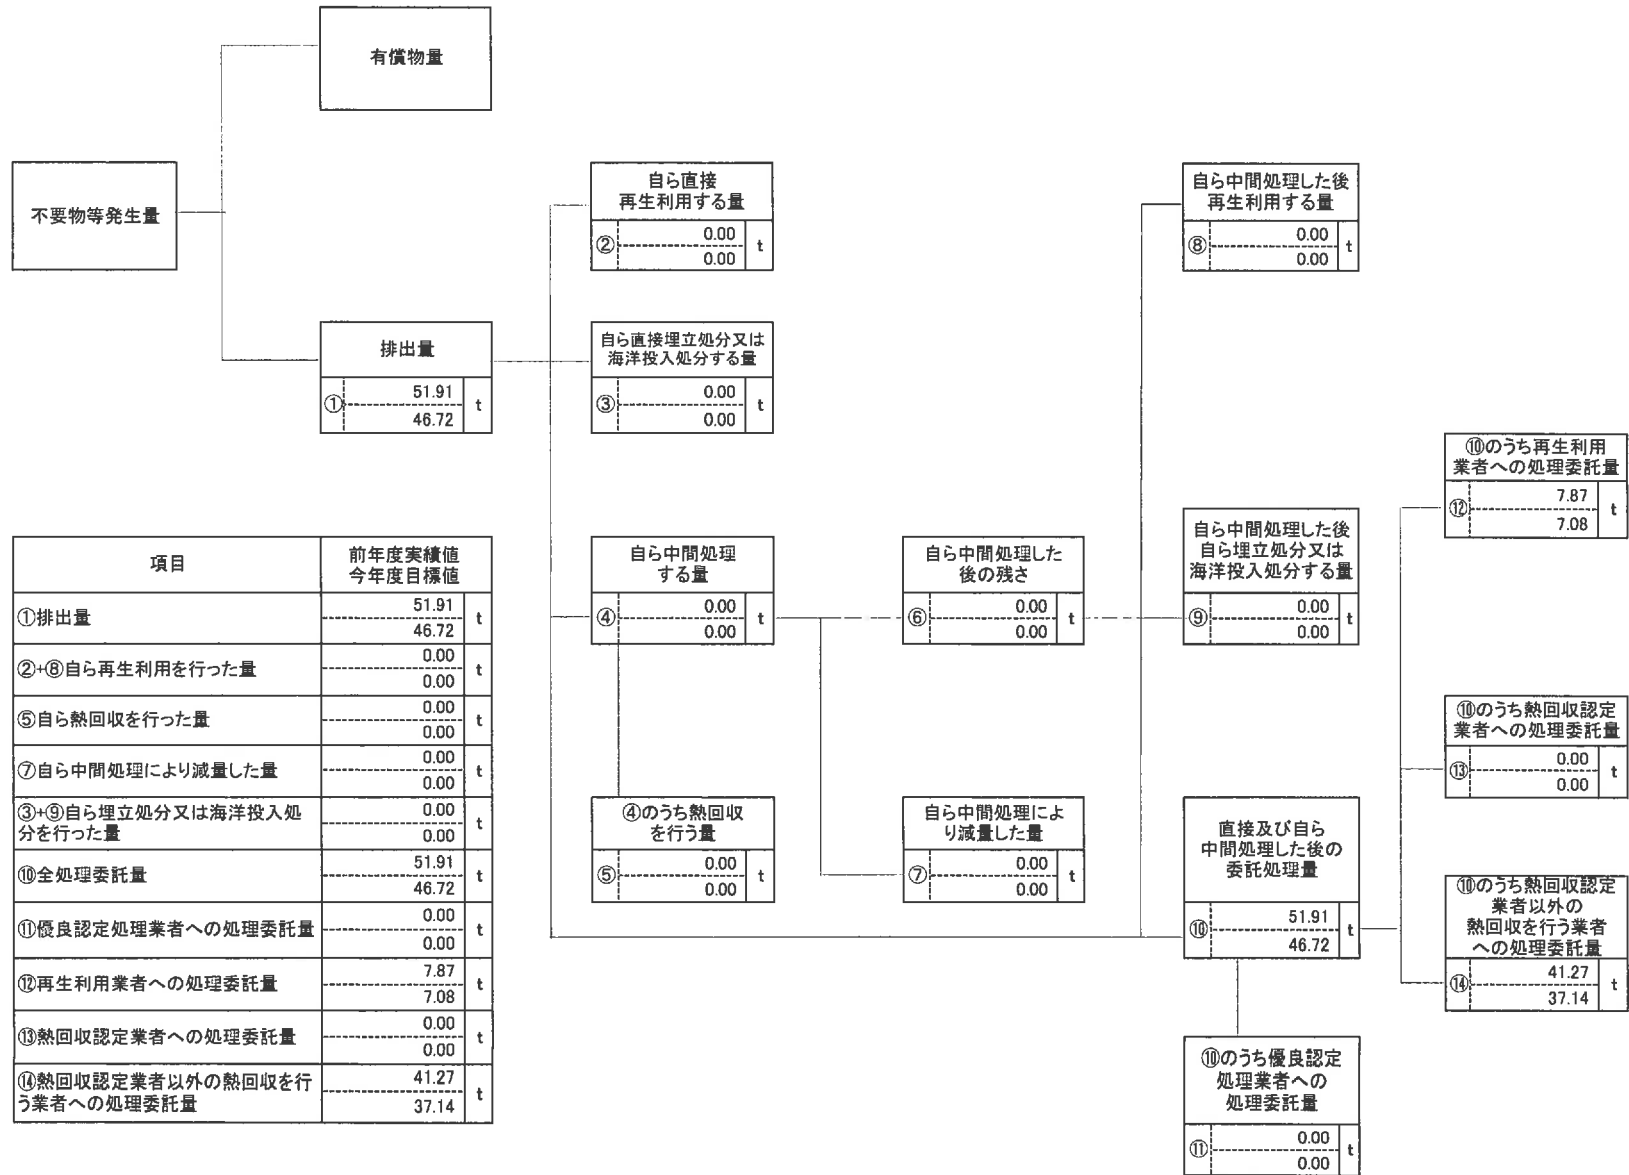 有償物量
不要物等発生量
排出量
①
51.91
46.72
t
自ら直接
再生利用する量
②
0.00
0.00
t
自ら直接埋立処分又は
海洋投入処分する量
③
0.00
0.00
t
自ら中間処理
する量
④
0.00
0.00
t
④のうち熱回収
を行う量
⑤
0.00
0.00
t
自ら中間処理した
後の残さ
⑥
0.00
0.00
t
自ら中間処理によ
り減量した量
⑦
0.00
0.00
t
自ら中間処理した後
再生利用する量
⑧
0.00
0.00
t
自ら中間処理した後
自ら埋立処分又は
海洋投入処分する量
⑨
0.00
0.00
t
直接及び自ら
中間処理した後の
委託処理量
⑩
51.91
46.72
t
⑩のうち優良認定
処理業者への
処理委託量
⑪
0.00
0.00
t
⑩のうち再生利用
業者への処理委託量
⑫
7.87
7.08
t
⑩のうち熱回収認定
業者への処理委託量
⑬
0.00
0.00
t
⑩のうち熱回収認定
業者以外の
熱回収を行う業者
への処理委託量
⑭
41.27
37.14
t
項目
前年度実績値
今年度目標値
①排出量
51.91
46.72
t
②+⑧自ら再生利用を行った量
0.00
0.00
t
⑤自ら熱回収を行った量
0.00
0.00
t
⑦自ら中間処理により減量した量
0.00
0.00
t
③+⑨自ら埋立処分又は海洋投入処
分を行った量
0.00
0.00
t
⑩全処理委託量
51.91
46.72
t
⑪優良認定処理業者への処理委託量
0.00
0.00
t
⑫再生利用業者への処理委託量
7.87
7.08
t
⑬熱回収認定業者への処理委託量
0.00
0.00
t
⑭熱回収認定業者以外の熱回収を行
う業者への処理委託量
41.27
37.14
t